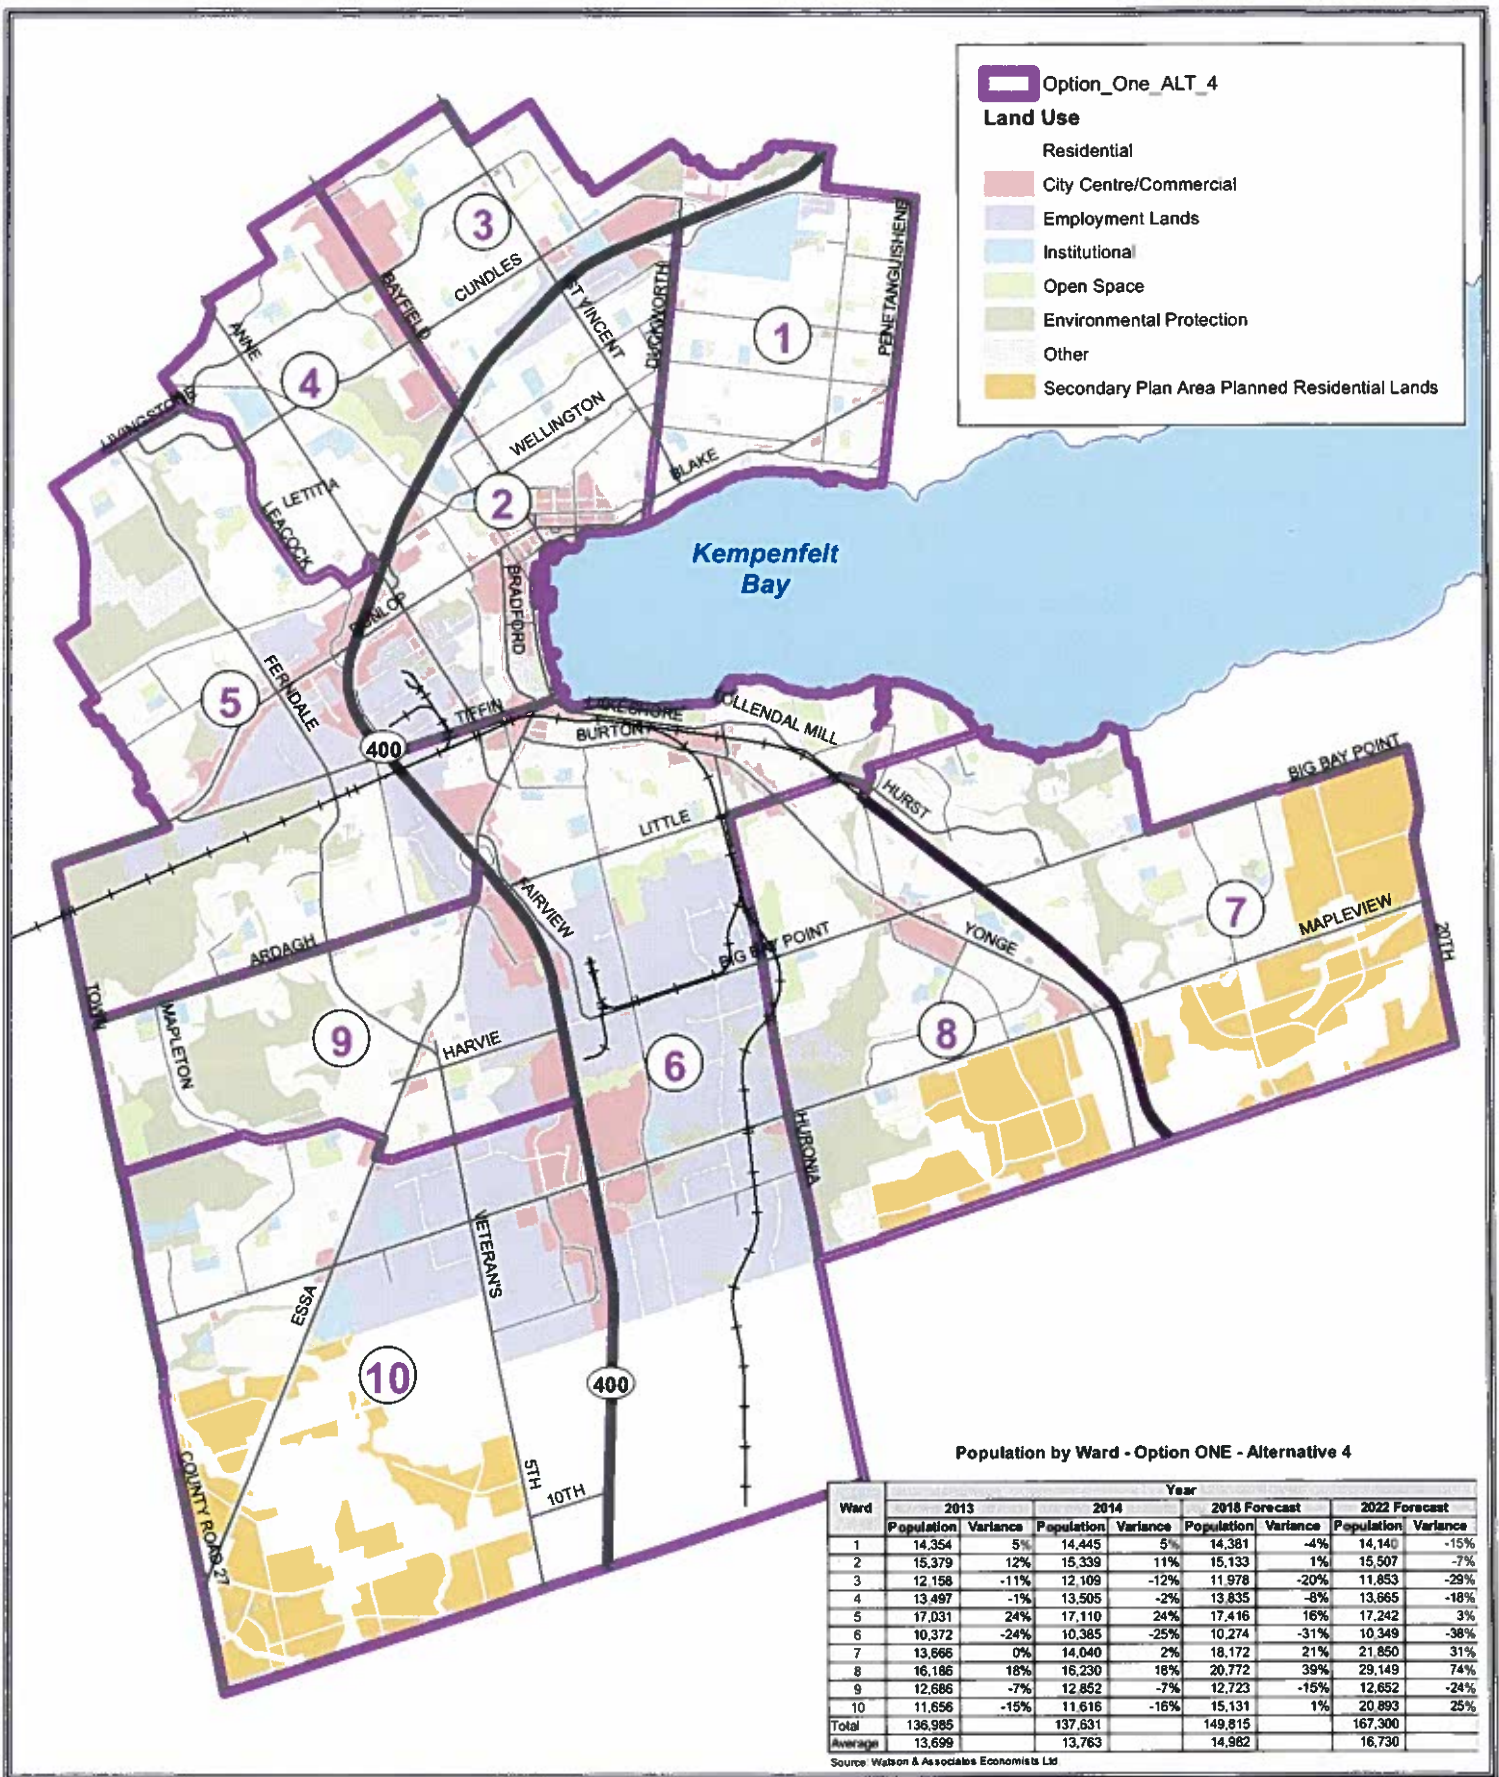 Option_One_ALT_4
Land Use
Residential
City Centre/Commercial
Employment Lands
Institutional
Open Space
Environmental Protection
Other
Secondary Plan Area Planned Residential Lands
3
CUNDLES
BAYFIELD
ST VINCENT
DUCKWORTH
PENETANGUISHENE
1
ANNE
4
LIVINGSTONE
WELLINGTON
BLAKE
LETITIA
LEACOCK
2
Kempenfelt
Bay
DUNLOP
BRADFORD
FERNDALE
5
TIFFIN
LAKESHORE
BURTON
HOLLENDAL MILL
400
BIG BAY POINT
HURST
LITTLE
FAIRVIEW
7
MAPLEVIEW
20TH
YONGE
BIG BAY POINT
ARDAGH
TOWN
MAPLETON
9
HARVIE
6
8
HURONIA
VETERAN'S
ESSA
10
400
COUNTY ROAD 27
5TH
10TH
Population by Ward - Option ONE - Alternative 4
Ward Year
2013 2014 2018 Forecast 2022 Forecast
Population Variance Population Variance Population Variance Population Variance
1 14,354 5% 14,445 5% 14,381 -4% 14,140 -15%
2 15,379 12% 15,339 11% 15,133 1% 15,507 -7%
3 12,158 -11% 12,109 -12% 11,978 -20% 11,853 -29%
4 13,497 -1% 13,505 -2% 13,835 -8% 13,665 -18%
5 17,031 24% 17,110 24% 17,416 16% 17,242 3%
6 10,372 -24% 10,385 -25% 10,274 -31% 10,349 -38%
7 13,666 0% 14,040 2% 18,172 21% 21,850 31%
8 16,186 18% 16,230 18% 20,772 39% 29,149 74%
9 12,686 -7% 12,852 -7% 12,723 -15% 12,652 -24%
10 11,656 -15% 11,616 -16% 15,131 1% 20,893 25%
Total 136,985 137,631 149,815 167,300
Average 13,699 13,763 14,982 16,730
Source: Watson & Associates Economists Ltd